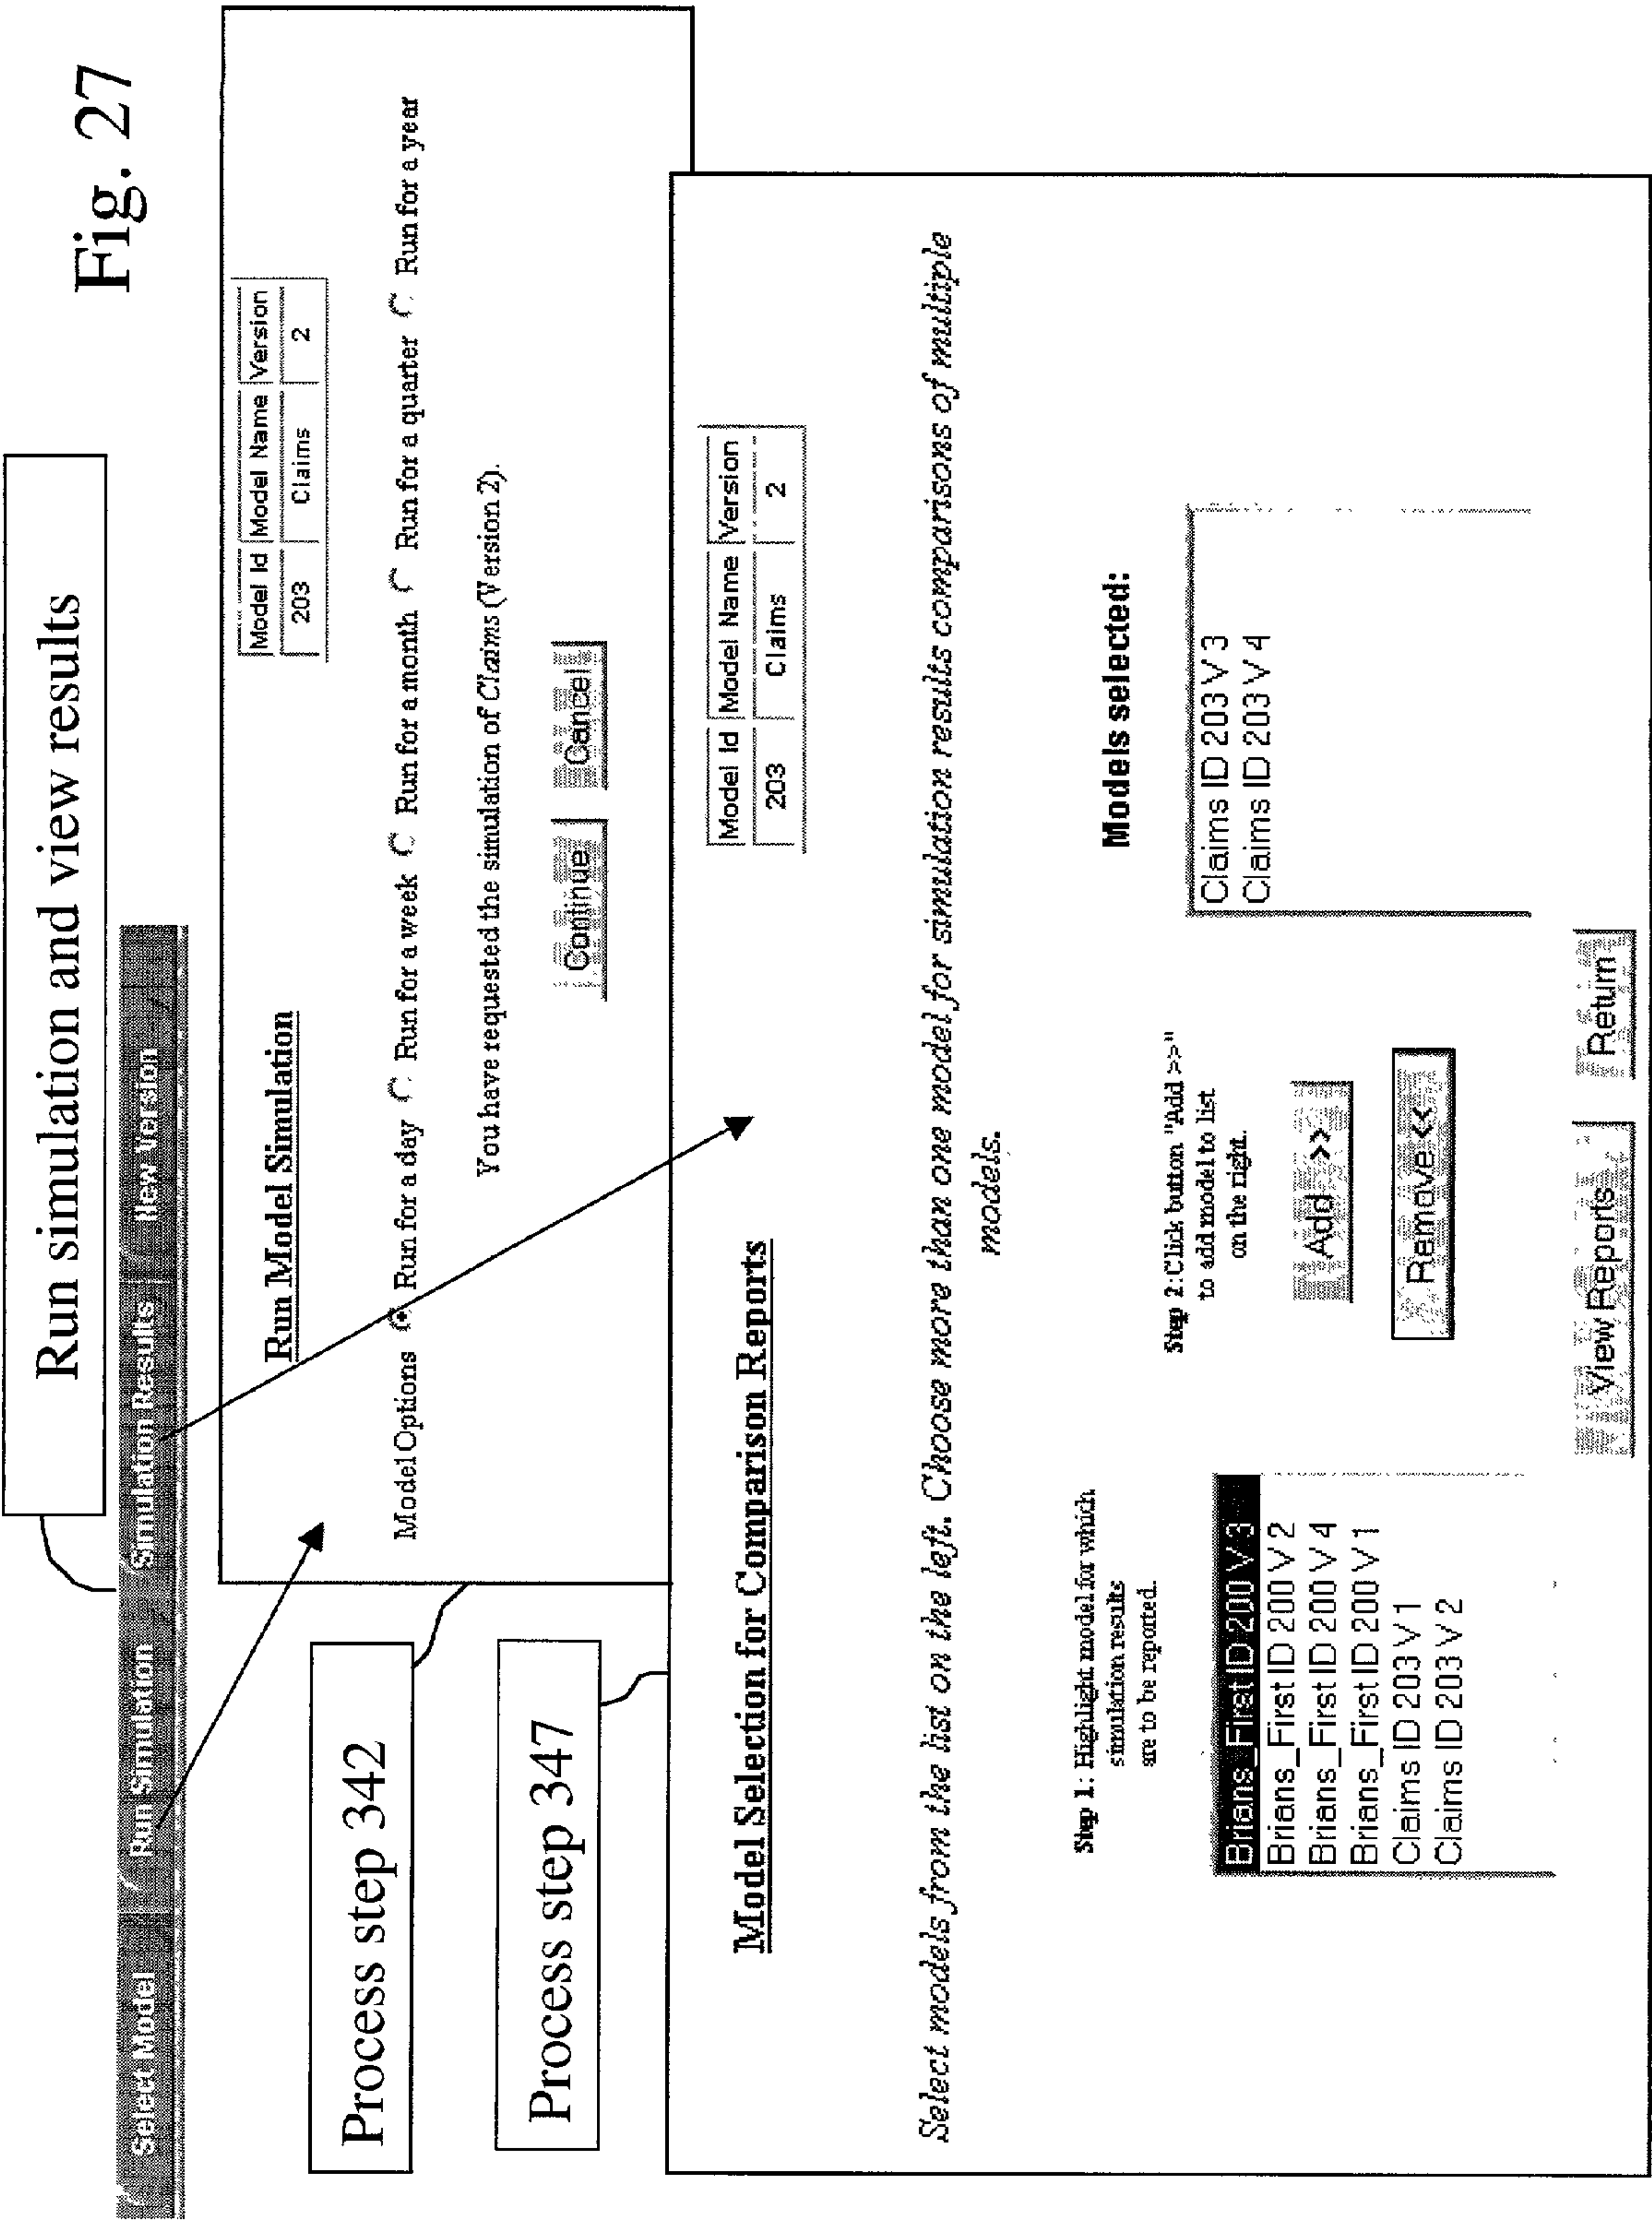 Fig. 27
Run simulation and view results
Select Model
Run Simulation
Simulation Results
New Version
Process step 342
Run Model Simulation
Model Id
Model Name
Version
203
Claims
2
Model Options
Run for a day
Run for a week
Run for a month
Run for a quarter
Run for a year
You have requested the simulation of Claims (Version 2).
Continue
Cancel
Process step 347
Model Selection for Comparison Reports
Model Id
Model Name
Version
203
Claims
2
Select models from the list on the left. Choose more than one model for simulation results comparisons of multiple
models.
Step 1: Highlight model for which
simulation results
are to be reported.
Brians_First ID 200 V 3
Brians_First ID 200 V 2
Brians_First ID 200 V 4
Brians_First ID 200 V 1
Claims ID 203 V 1
Claims ID 203 V 2
Step 2: Click button "Add >>"
to add model to list
on the right.
Add >>
Remove <<
Models selected:
Claims ID 203 V 3
Claims ID 203 V 4
View Reports
Return